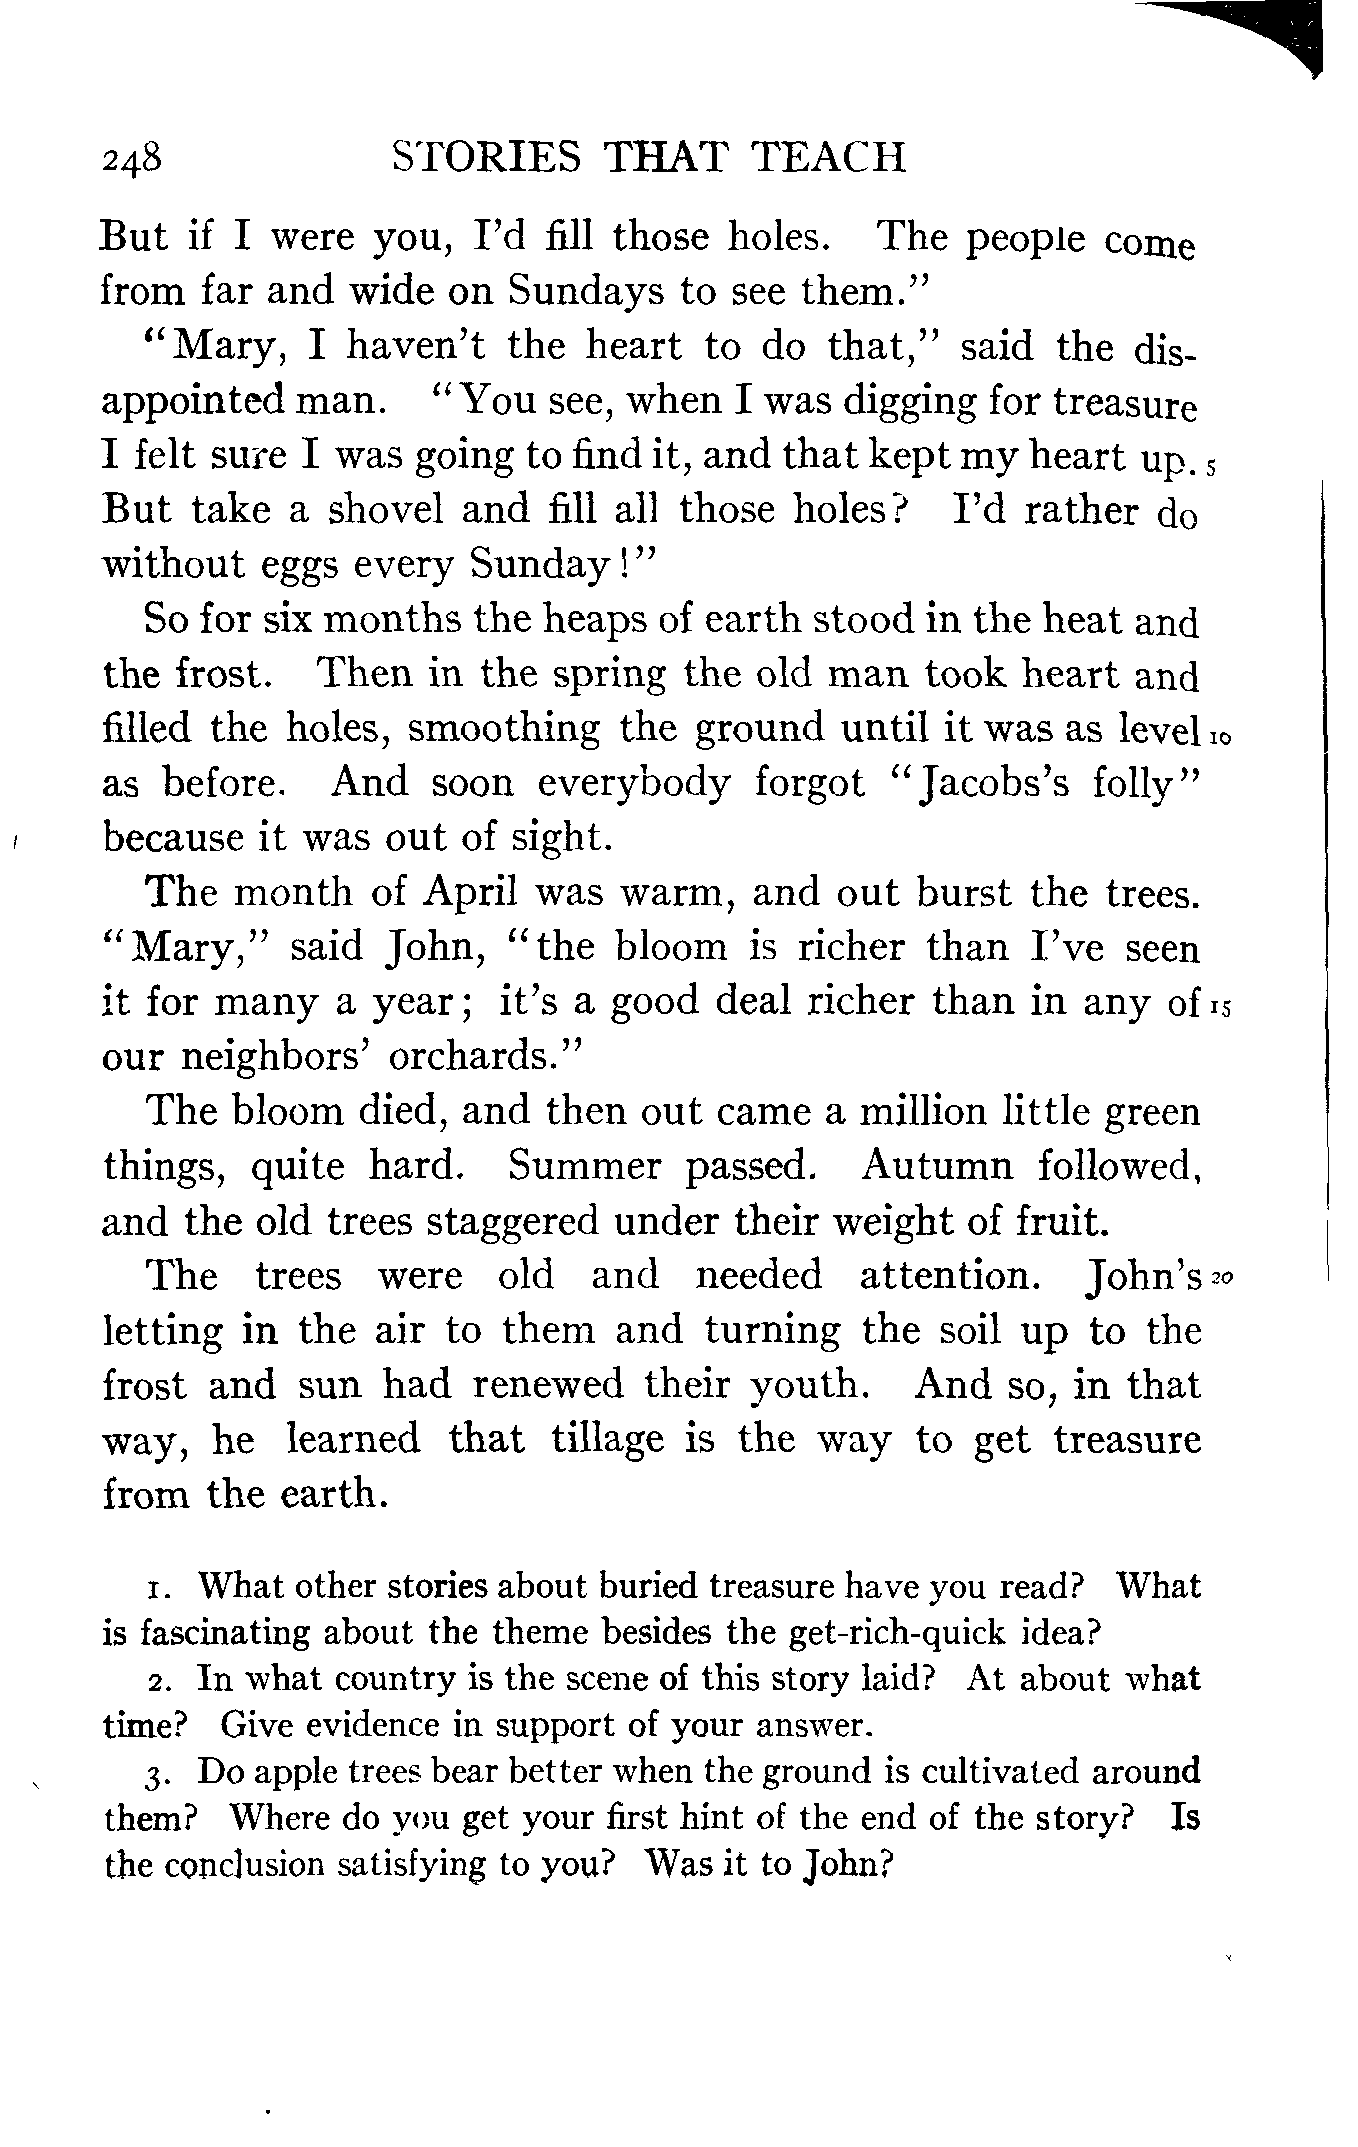 248 STORIES THAT TEACH
But if I were you, I'd fill those holes. The people come
from far and wide on Sundays to see them."
"Mary, I haven't the heart to do that," said the dis-
appointed man. "You see, when I was digging for treasure
I felt sure I was going to find it, and that kept my heart up. 5
But take a shovel and fill all those holes? I'd rather do
without eggs every Sunday!"
So for six months the heaps of earth stood in the heat and
the frost. Then in the spring the old man took heart and
filled the holes, smoothing the ground until it was as level 10
as before. And soon everybody forgot "Jacobs's folly"
because it was out of sight.
The month of April was warm, and out burst the trees.
"Mary," said John, "the bloom is richer than I've seen
it for many a year; it's a good deal richer than in any of 15
our neighbors' orchards."
The bloom died, and then out came a million little green
things, quite hard. Summer passed. Autumn followed,
and the old trees staggered under their weight of fruit.
The trees were old and needed attention. John's 20
letting in the air to them and turning the soil up to the
frost and sun had renewed their youth. And so, in that
way, he learned that tillage is the way to get treasure
from the earth.
1. What other stories about buried treasure have you read? What
is fascinating about the theme besides the get-rich-quick idea?
2. In what country is the scene of this story laid? At about what
time? Give evidence in support of your answer.
3. Do apple trees bear better when the ground is cultivated around
them? Where do you get your first hint of the end of the story? Is
the conclusion satisfying to you? Was it to John?